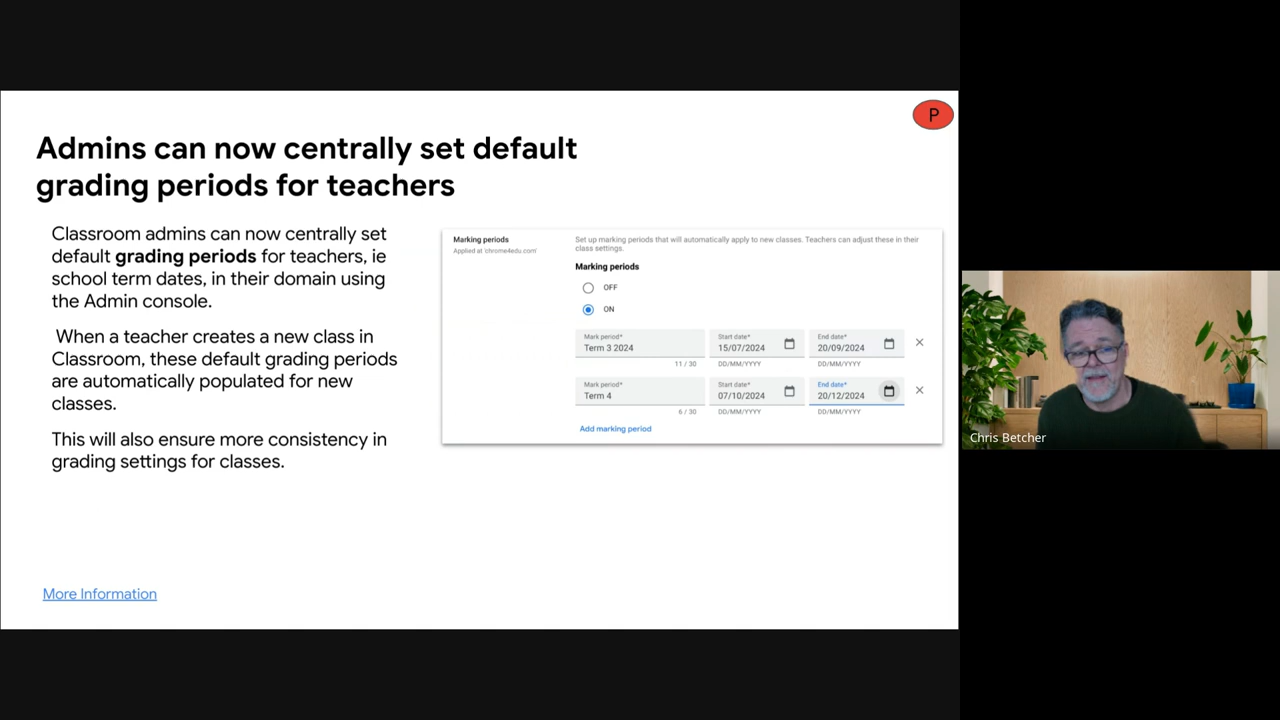 P
Admins can now centrally set default
grading periods for teachers
Classroom admins can now centrally set
default grading periods for teachers, ie
school term dates, in their domain using
the Admin console.
When a teacher creates a new class in
Classroom, these default grading periods
are automatically populated for new
classes.
This will also ensure more consistency in
grading settings for classes.
More Information
Marking periods
Applied at 'chrome4edu.com'
Set up marking periods that will automatically apply to new classes. Teachers can adjust these in their
class settings.
Marking periods
OFF
ON
Mark period*
Term 3 2024
11 / 30
Start date*
15/07/2024
DD/MM/YYYY
End date*
20/09/2024
DD/MM/YYYY
Mark period*
Term 4
6 / 30
Start date*
07/10/2024
DD/MM/YYYY
End date*
20/12/2024
DD/MM/YYYY
Add marking period
Chris Betcher